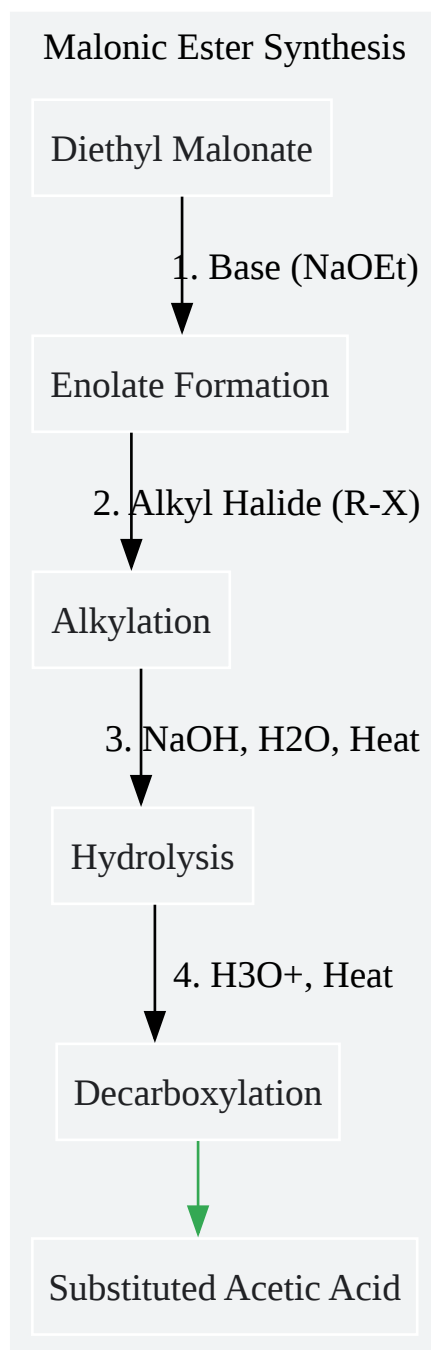 Malonic Ester Synthesis
Diethyl Malonate
1. Base (NaOEt)
Enolate Formation
2. Alkyl Halide (R-X)
Alkylation
3. NaOH, H2O, Heat
Hydrolysis
4. H3O+, Heat
Decarboxylation
Substituted Acetic Acid